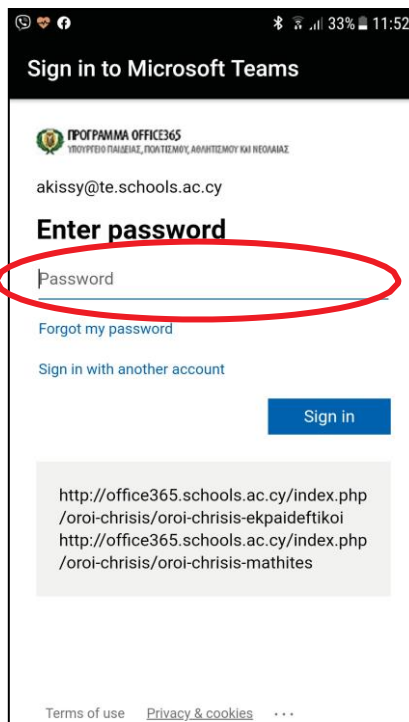 33% 11:52
Sign in to Microsoft Teams
ΠΡΟΓΡΑΜΜΑ OFFICE365
ΥΠΟΥΡΓΕΙΟ ΠΑΙΔΕΙΑΣ, ΠΟΛΙΤΙΣΜΟΥ, ΑΘΛΗΤΙΣΜΟΥ ΚΑΙ ΝΕΟΛΑΙΑΣ
akissy@te.schools.ac.cy
Enter password
Password
Forgot my password
Sign in with another account
Sign in
http://office365.schools.ac.cy/index.php
/oroi-chrisis/oroi-chrisis-ekpaideftikoi
http://office365.schools.ac.cy/index.php
/oroi-chrisis/oroi-chrisis-mathites
Terms of use Privacy & cookies ...